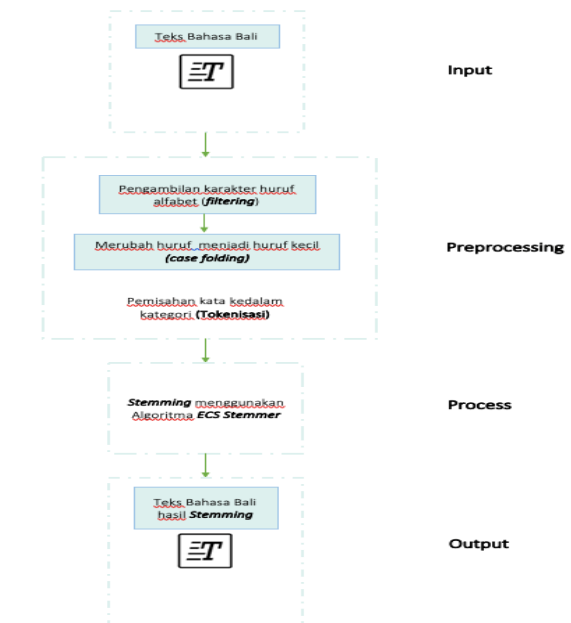 Teks Bahasa Bali
T
Input
Pengambilan karakter huruf
alfabet (filtering)
Merubah huruf menjadi huruf kecil
(case folding)
Preprocessing
Pemisahan kata kedalam
kategori (Tokenisasi)
Stemming menggunakan
Algoritma ECS Stemmer
Process
Teks Bahasa Bali
hasil Stemming
T
Output